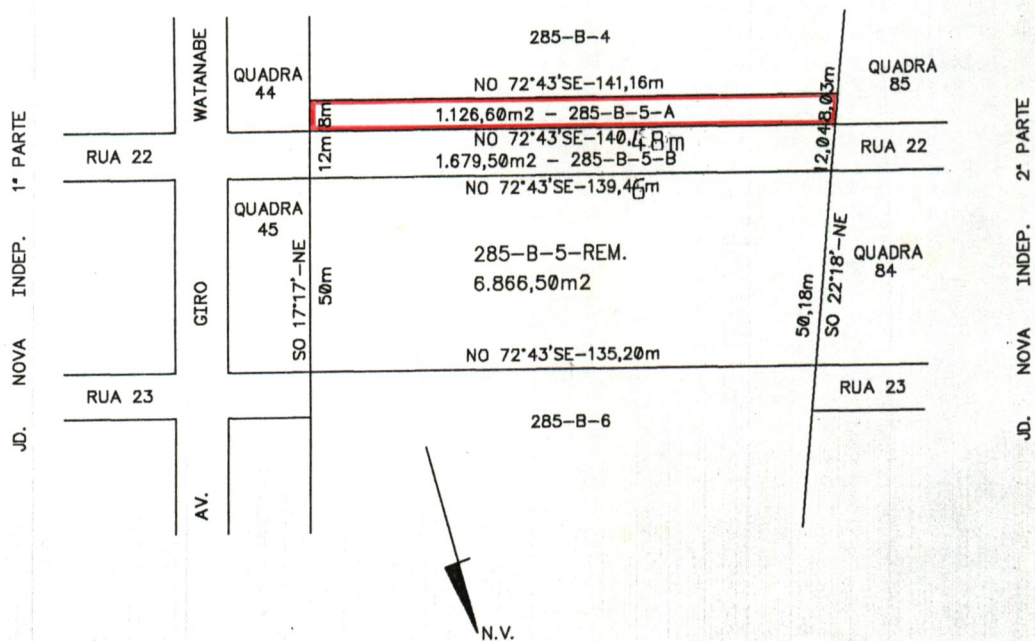 285-B-4
WATANABE
QUADRA
44
QUADRA
85
NO 72°43'SE-141,16m
1.126,60m2 - 285-B-5-A
8m
8,03m
NO 72°43'SE-140,48m
1.679,50m2 - 285-B-5-B
12m
12,04
RUA 22
RUA 22
NO 72°43'SE-139,46m
JD. NOVA INDEP. 1ª PARTE
JD. NOVA INDEP. 2ª PARTE
QUADRA
45
QUADRA
84
285-B-5-REM.
6.866,50m2
SO 17°17'-NE
50m
50,18m
SO 22°18'-NE
GIRO
NO 72°43'SE-135,20m
RUA 23
RUA 23
285-B-6
AV.
N.V.